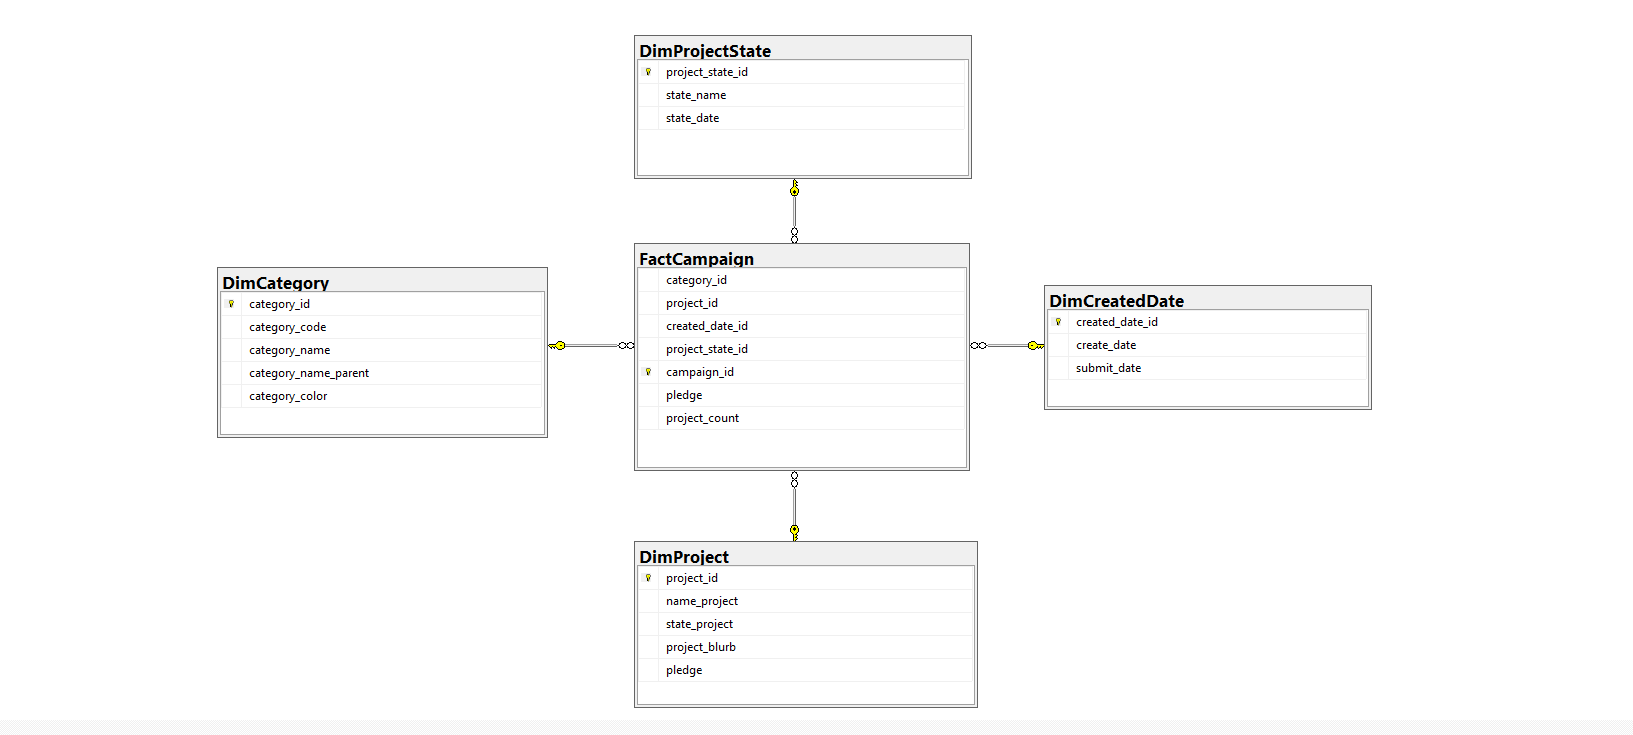 DimProjectState
project_state_id
state_name
state_date
FactCampaign
category_id
project_id
created_date_id
project_state_id
campaign_id
pledge
project_count
DimCategory
category_id
category_code
category_name
category_name_parent
category_color
DimCreatedDate
created_date_id
create_date
submit_date
DimProject
project_id
name_project
state_project
project_blurb
pledge